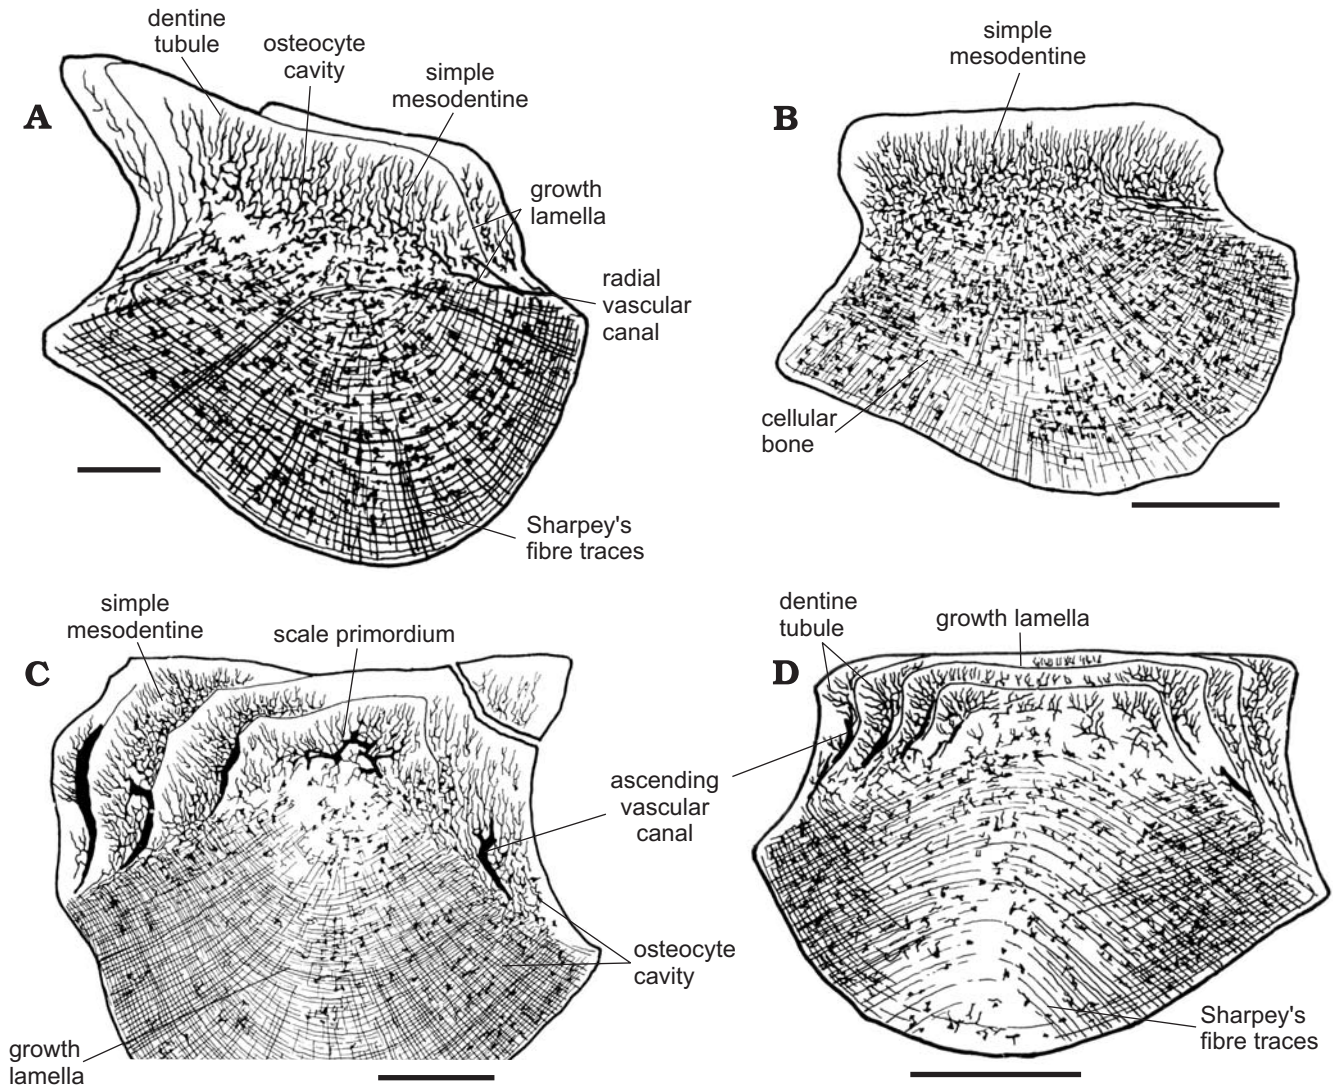 A
dentine
tubule
osteocyte
cavity
simple
mesodentine
growth
lamella
radial
vascular
canal
Sharpey's
fibre traces
B
simple
mesodentine
cellular
bone
C
simple
mesodentine
scale primordium
ascending
vascular
canal
osteocyte
cavity
growth
lamella
D
dentine
tubule
growth lamella
Sharpey's
fibre traces